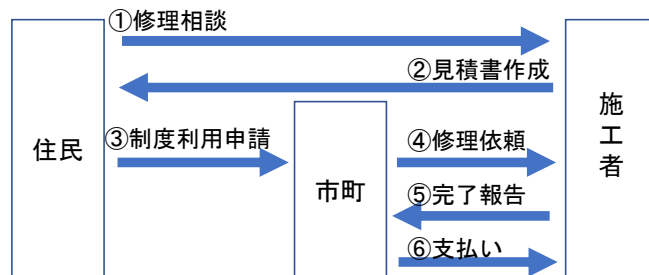 ①修理相談
②見積書作成
住民
③制度利用申請
市町
④修理依頼
⑤完了報告
⑥支払い
施工者